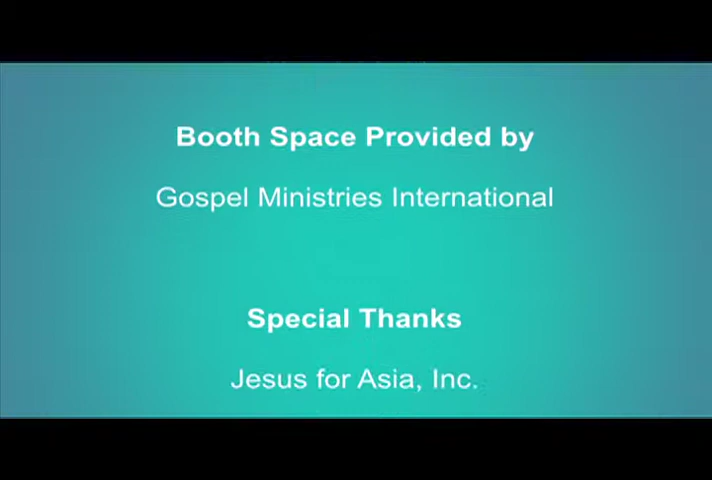 Booth Space Provided by
Gospel Ministries International
Special Thanks
Jesus for Asia, Inc.